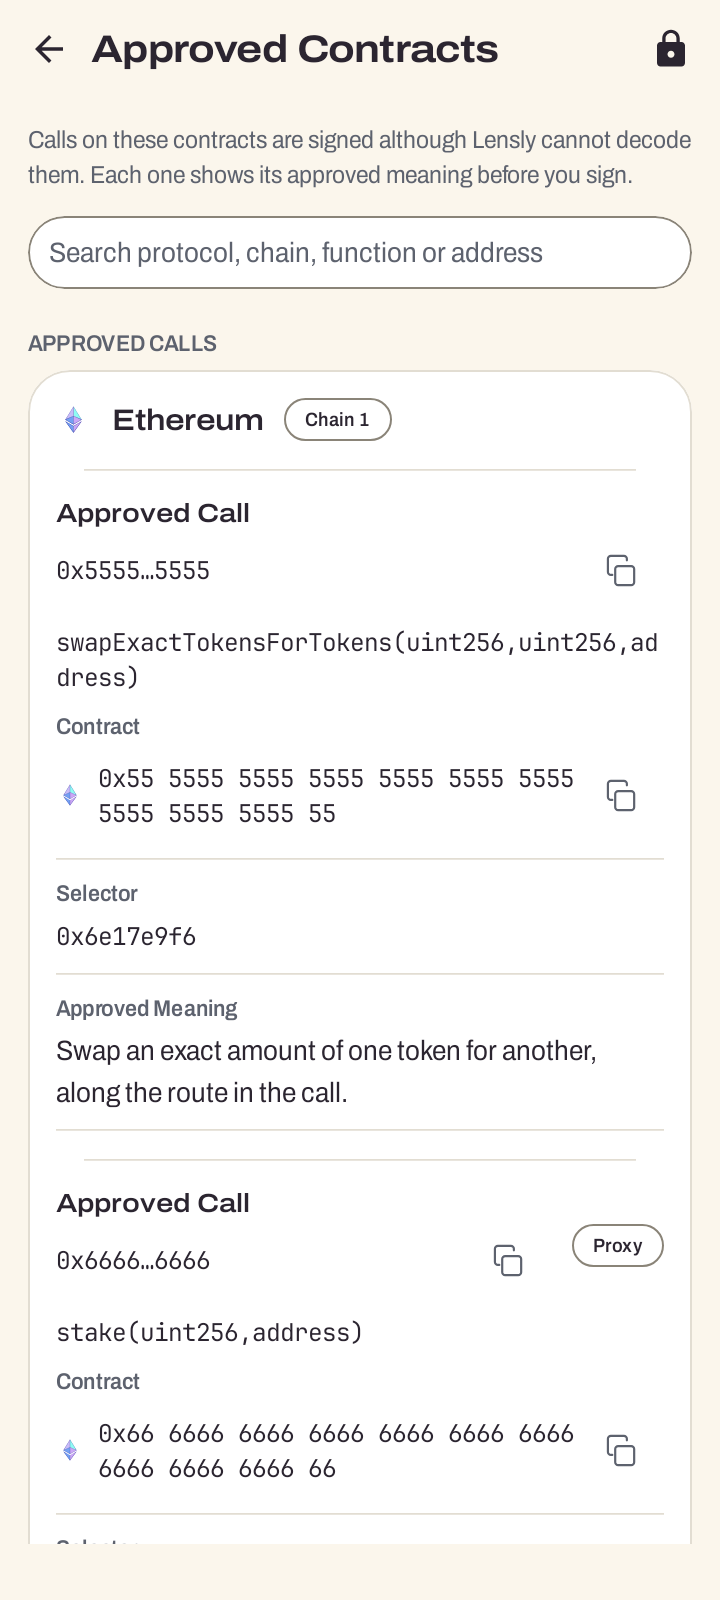 Approved Contracts
Calls on these contracts are signed although Lensly cannot decode
them. Each one shows its approved meaning before you sign.
Search protocol, chain, function or address
APPROVED CALLS
Ethereum
Chain 1
Approved Call
0x5555…5555
swapExactTokensForTokens(uint256,uint256,ad
dress)
Contract
0x55 5555 5555 5555 5555 5555 5555
5555 5555 5555 55
Selector
0x6e17e9f6
Approved Meaning
Swap an exact amount of one token for another,
along the route in the call.
Approved Call
0x6666…6666
Proxy
stake(uint256,address)
Contract
0x66 6666 6666 6666 6666 6666 6666
6666 6666 6666 66